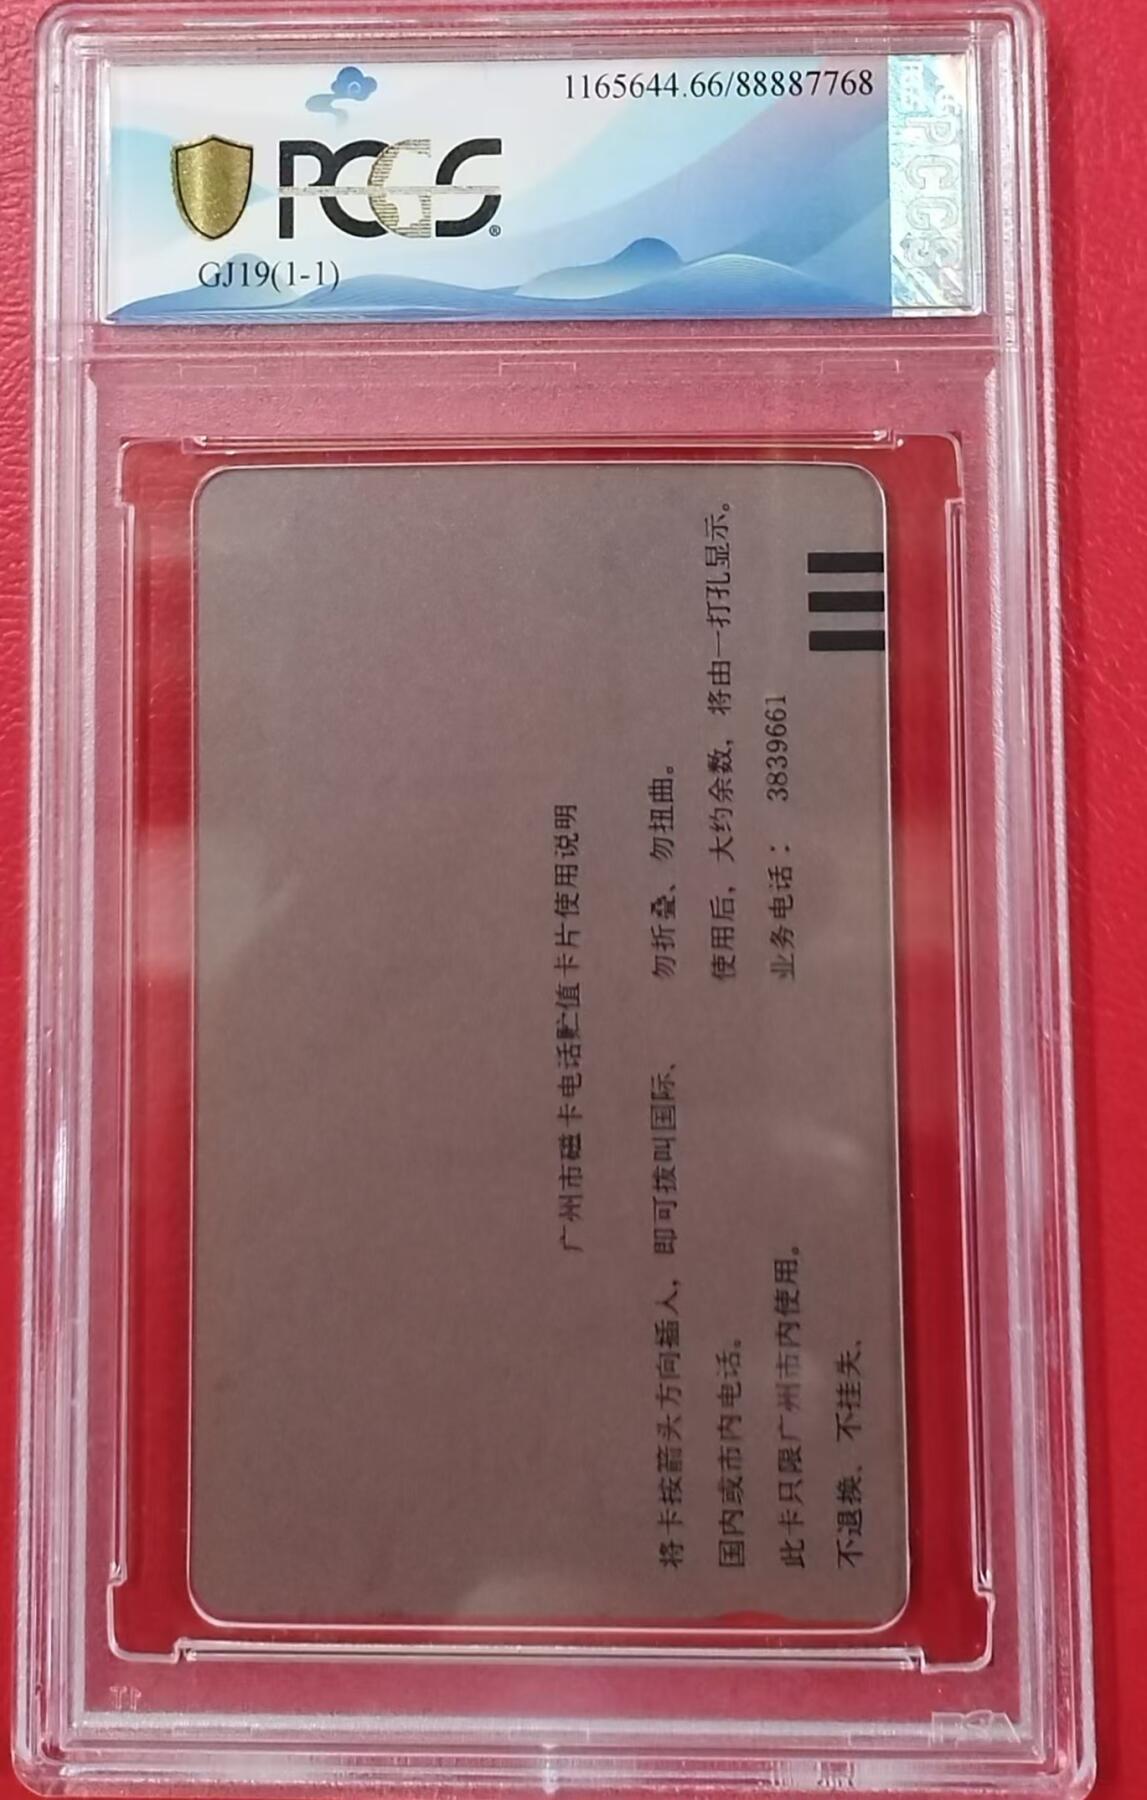 1165644.66/88887768
PCGS
GJ19(1-1)
PCGS
广州市磁卡电话贮值卡片使用说明
将卡按箭头方向插入，即可拨叫国际、
国内或市内电话。
此卡只限广州市内使用。
不退换、不挂失、
勿折叠、勿扭曲。
使用后，大约余数，将由一打孔显示。
业务电话： 3839661